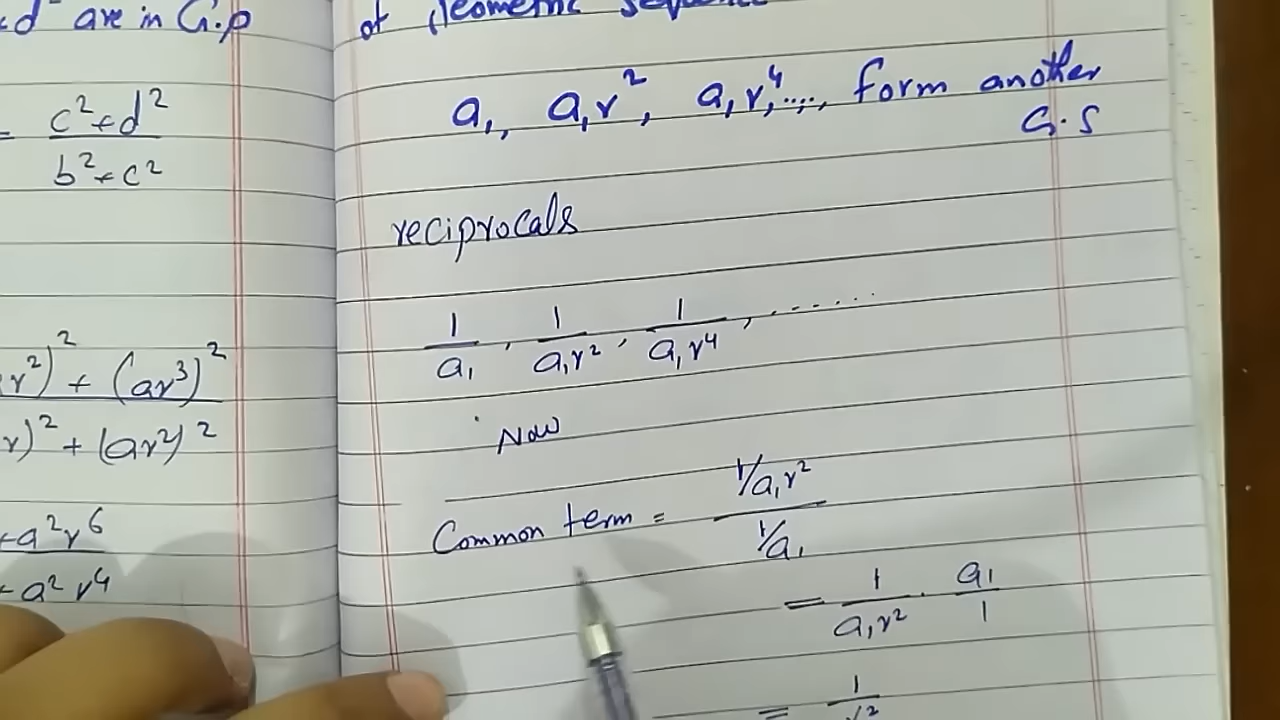 d are in G.p
= c²+d² / b²+c²
r²)² + (ar³)²
r)² + (ar²)²
+a²r⁶
+a²r⁴
of Geometric Sequence
a₁, a₁r², a₁r⁴,...., form another
G.S
reciprocals
1/a₁, 1/a₁r², 1/a₁r⁴, .......
Now
Common term = 1/a₁r² / 1/a₁
= 1/a₁r² · a₁/1
= 1/r²